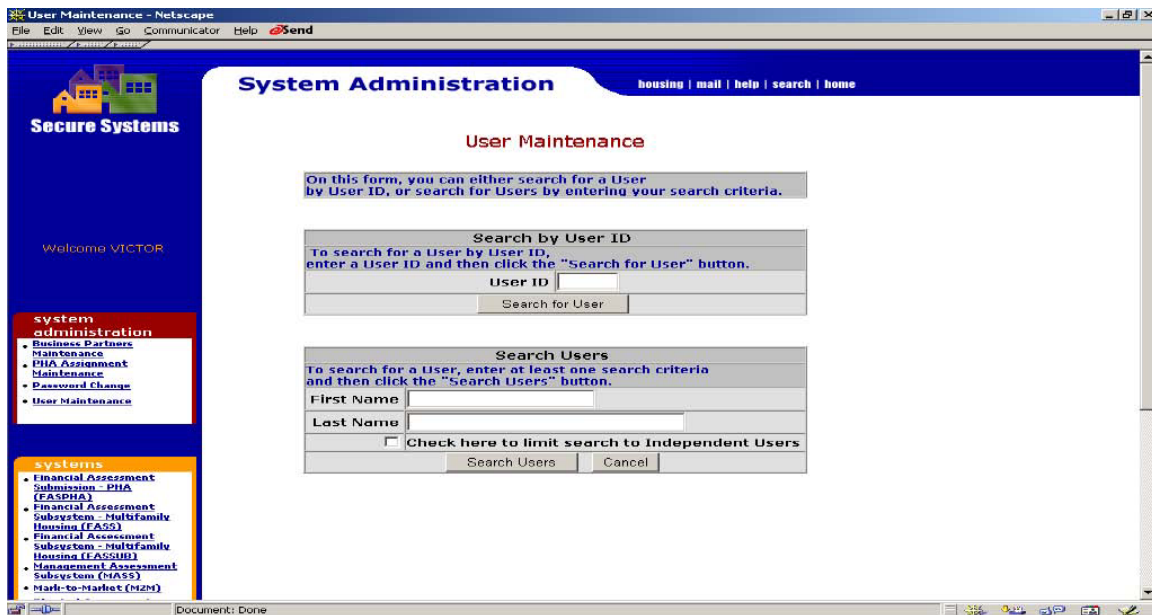 User Maintenance - Netscape
File Edit View Go Communicator Help Send
System Administration
housing | mail | help | search | home
Secure Systems
User Maintenance
On this form, you can either search for a User
by User ID, or search for Users by entering your search criteria.
Welcome VICTOR
Search by User ID
To search for a User by User ID,
enter a User ID and then click the "Search for User" button.
User ID
Search for User
system
administration
Business Partners
Maintenance
PHA Assignment
Maintenance
Password Change
User Maintenance
Search Users
To search for a User, enter at least one search criteria
and then click the "Search Users" button.
First Name
Last Name
Check here to limit search to Independent Users
Search Users Cancel
systems
Financial Assessment
Submission - PHA
(FASPHA)
Financial Assessment
Subsystem - Multifamily
Housing (FASS)
Financial Assessment
Subsystem - Multifamily
Housing (FASSUB)
Management Assessment
Subsystem (MASS)
Mark-to-Market (M2M)
Document: Done